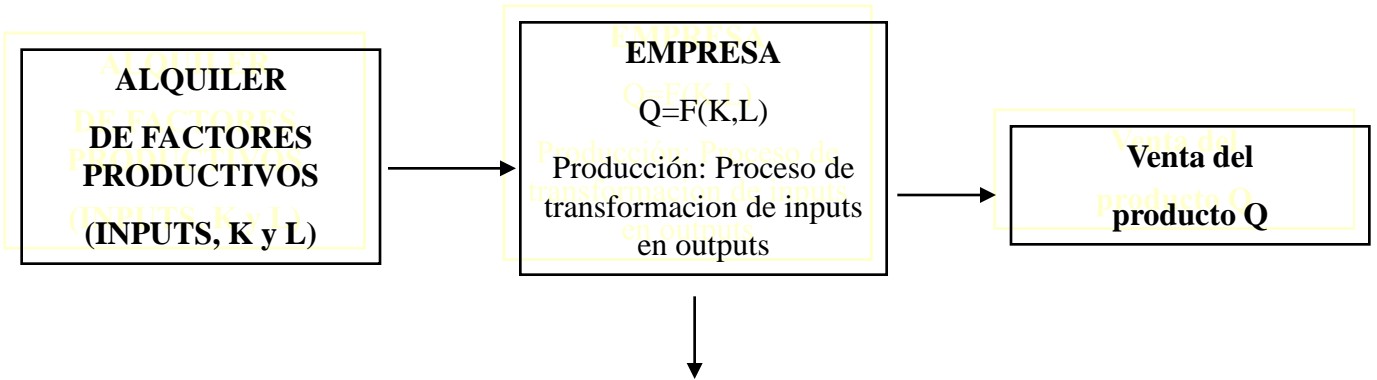 ALQUILER
DE FACTORES
PRODUCTIVOS
(INPUTS, K y L)
EMPRESA
Q=F(K,L)
Producción: Proceso de
transformacion de inputs
en outputs
Venta del
producto Q